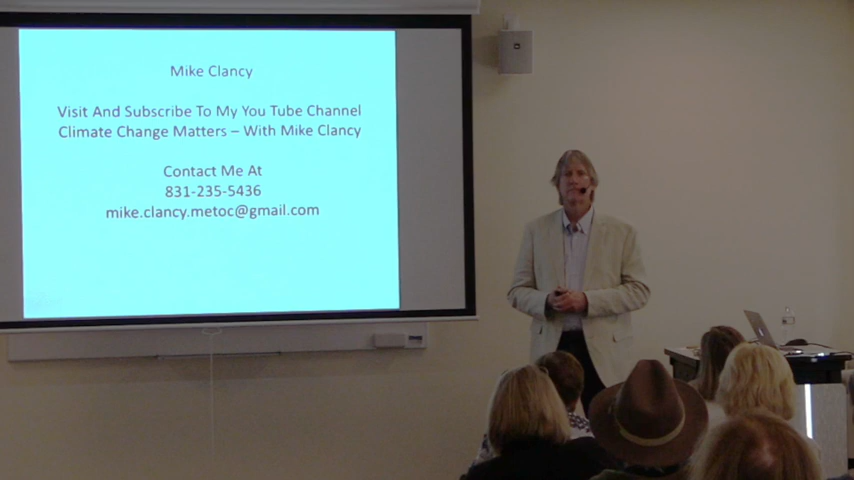 Mike Clancy
Visit And Subscribe To My You Tube Channel
Climate Change Matters – With Mike Clancy
Contact Me At
831-235-5436
mike.clancy.metoc@gmail.com